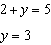 2 + y = 5
y = 3